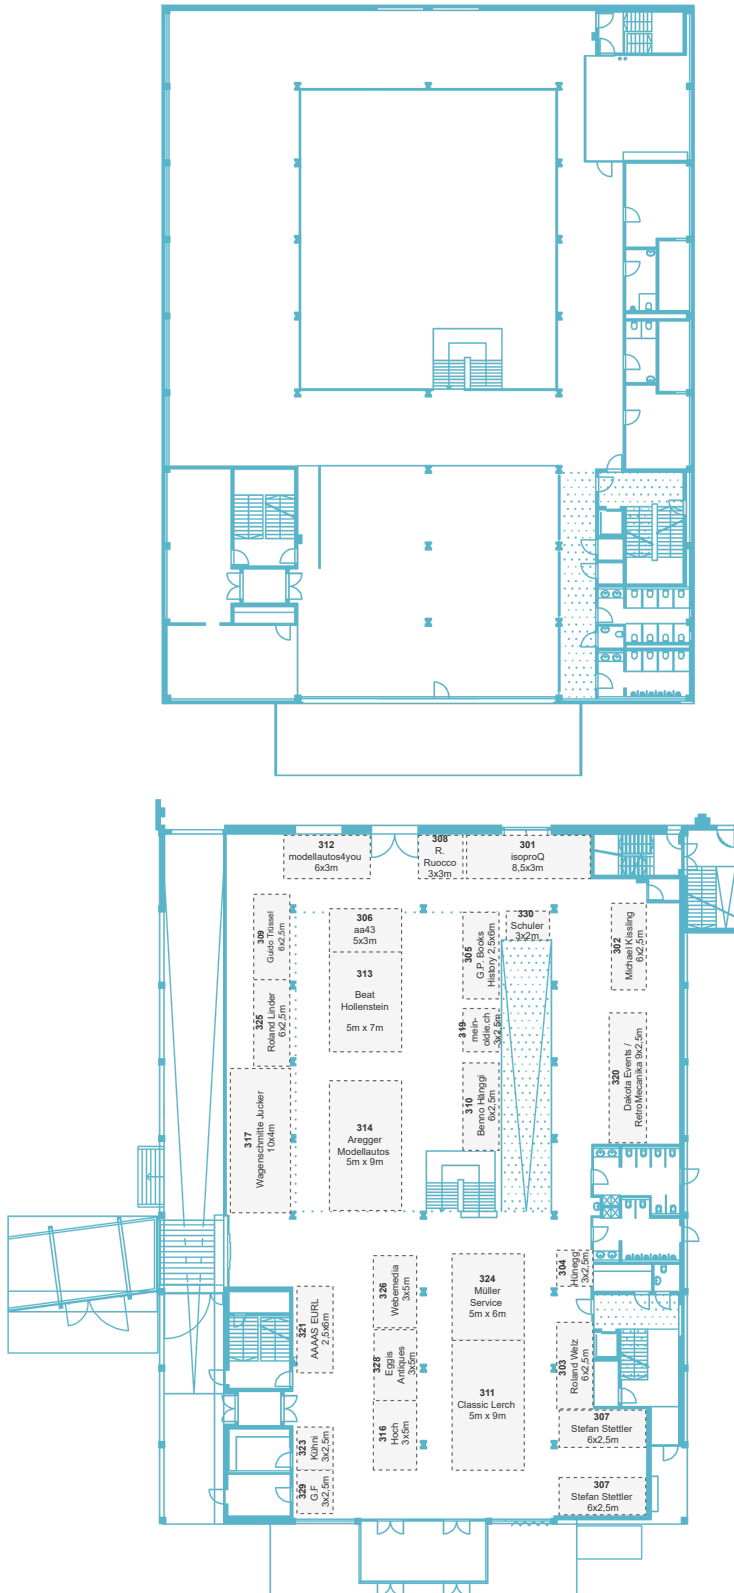 312
modellautos4you
6x3m
308
R.
Ruocco
3x3m
301
isoproQ
8,5x3m
309
Guido Trüssel
6x2,5m
306
aa43
5x3m
305
G.P. Books
History 2,5x6m
330
Schuler
3x2m
302
Michael Kissling
6x2,5m
313
Beat
Hollenstein
5m x 7m
325
Roland Linder
6x2,5m
319
mein-
oldie.ch
3x2,5m
320
Dakota Events /
RetroMecanika 9x2,5m
317
Wagenschmitte Jucker
10x4m
314
Aregger
Modellautos
5m x 9m
310
Benno Hänggi
6x2,5m
304
Hünegg
3x2,5m
326
Webemedia
3x5m
324
Müller
Service
5m x 6m
321
AAAAS EURL
2,5x6m
328
Eggis
Antiques
3x5m
303
Roland Welz
6x2,5m
311
Classic Lerch
5m x 9m
316
Hoch
3x5m
307
Stefan Stettler
6x2,5m
323
Kühni
3x2,5m
329
G.F
3x2,5m
307
Stefan Stettler
6x2,5m